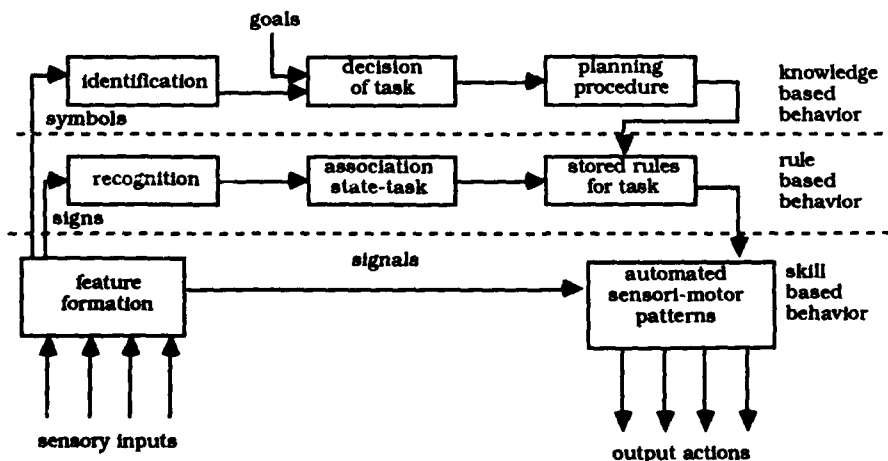 goals
identification
decision
of task
planning
procedure
knowledge
based
behavior
symbols
recognition
association
state-task
stored rules
for task
rule
based
behavior
signs
feature
formation
signals
automated
sensori-motor
patterns
skill
based
behavior
sensory inputs
output actions